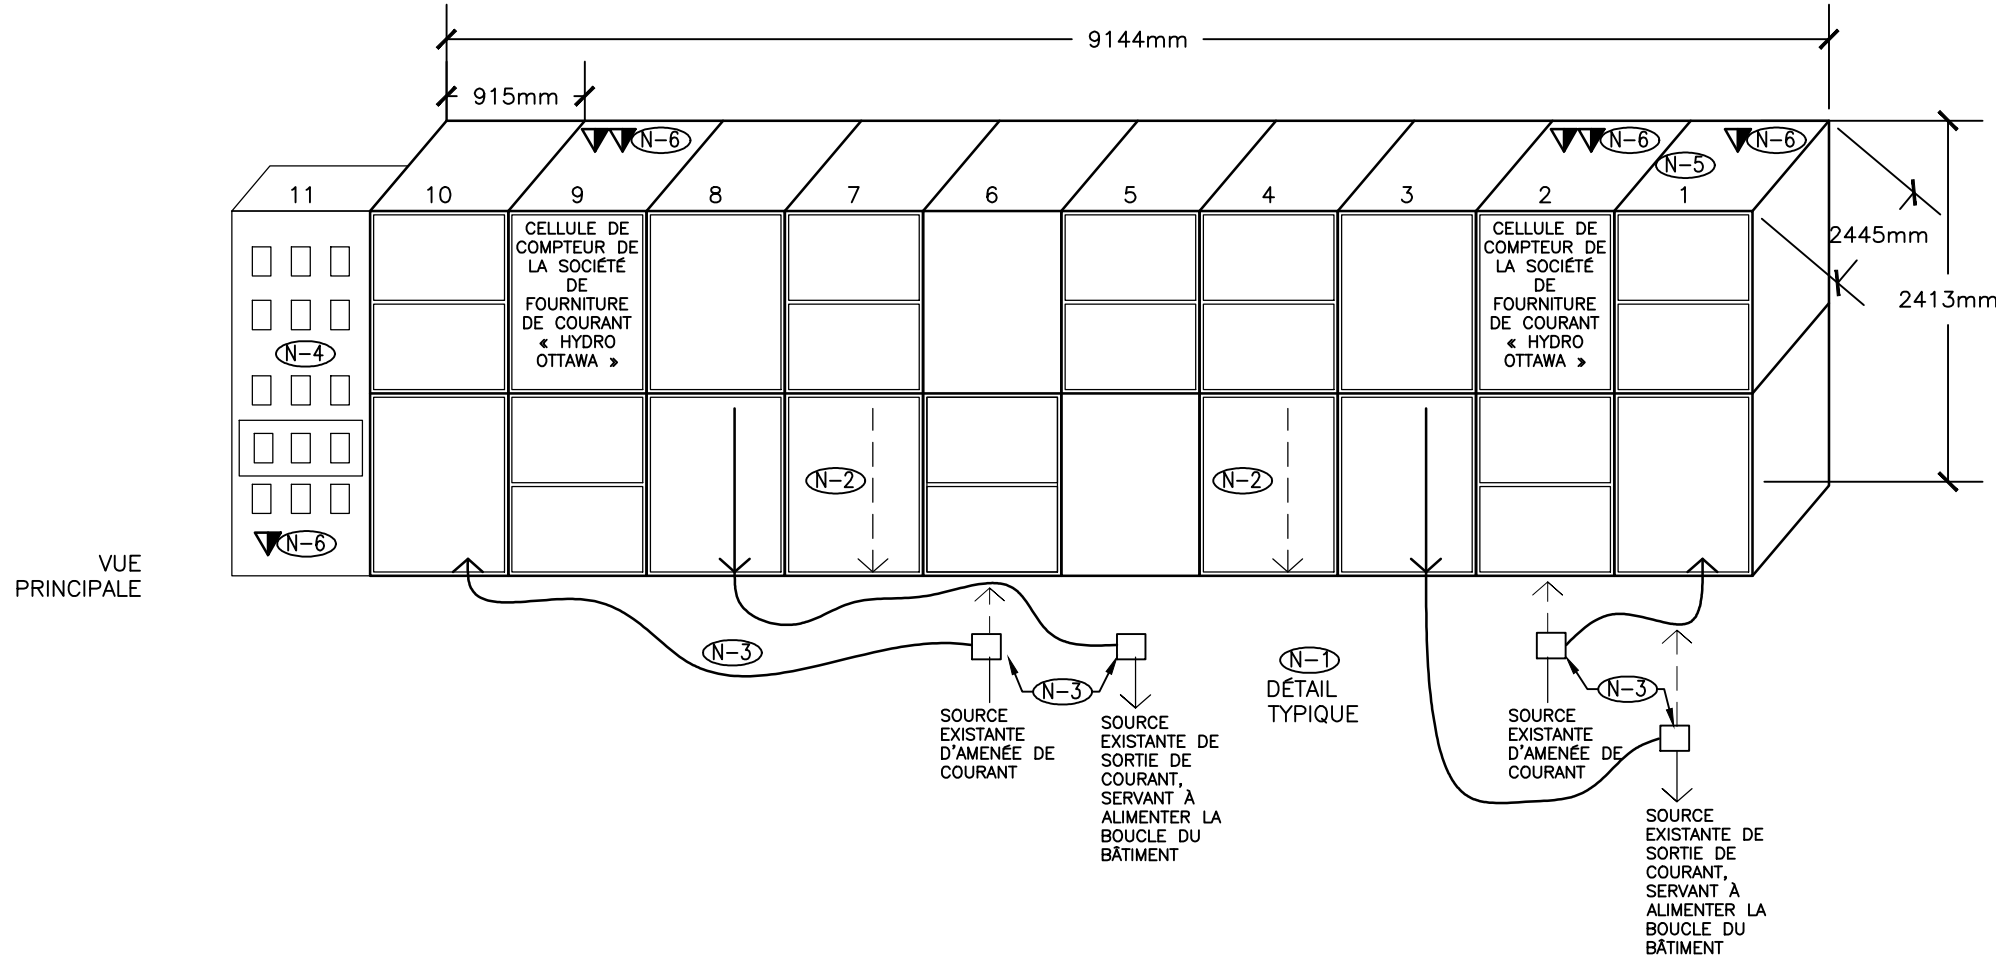 9144mm
915mm
N-6
N-6
N-6
N-5
11
10
9
8
7
6
5
4
3
2
1
2445mm
2413mm
CELLULE DE
COMPTEUR DE
LA SOCIÉTÉ
DE
FOURNITURE
DE COURANT
« HYDRO
OTTAWA »
CELLULE DE
COMPTEUR DE
LA SOCIÉTÉ
DE
FOURNITURE
DE COURANT
« HYDRO
OTTAWA »
N-4
N-2
N-2
N-6
VUE
PRINCIPALE
N-3
N-3
N-1
DÉTAIL
TYPIQUE
N-3
SOURCE
EXISTANTE
D'AMENÉE DE
COURANT
SOURCE
EXISTANTE DE
SORTIE DE
COURANT,
SERVANT À
ALIMENTER LA
BOUCLE DU
BÂTIMENT
SOURCE
EXISTANTE
D'AMENÉE DE
COURANT
SOURCE
EXISTANTE DE
SORTIE DE
COURANT,
SERVANT À
ALIMENTER LA
BOUCLE DU
BÂTIMENT